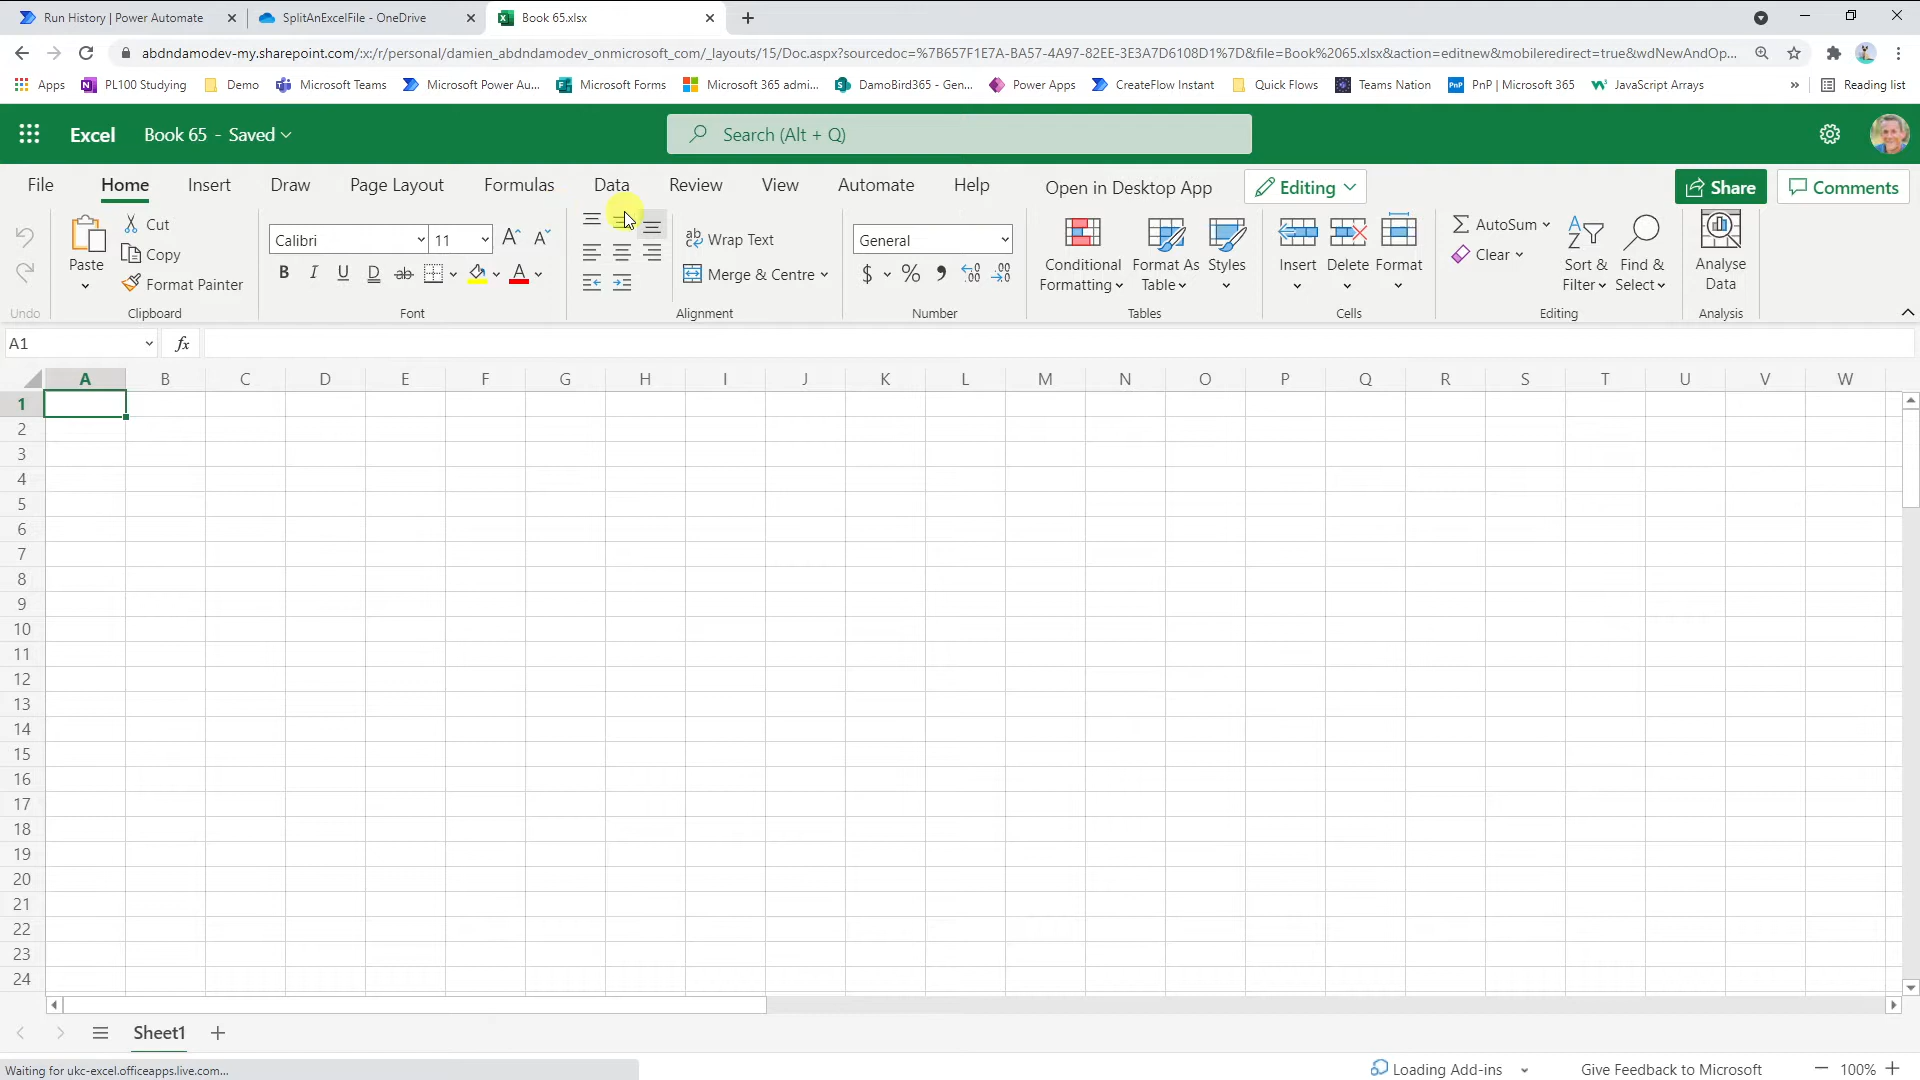 Run History | Power Automate
SplitAnExcelFile - OneDrive
Book 65.xlsx
abdndamodev-my.sharepoint.com/:x:/r/personal/damien_abdndamodev_onmicrosoft_com/_layouts/15/Doc.aspx?sourcedoc=%7B657F1E7A-BA57-4A97-82EE-3E3A7D6108D1%7D&file=Book%2065.xlsx&action=editnew&mobileredirect=true&wdNewAndOp...
Apps
PL100 Studying
Demo
Microsoft Teams
Microsoft Power Au...
Microsoft Forms
Microsoft 365 admi...
DamoBird365 - Gen...
Power Apps
CreateFlow Instant
Quick Flows
Teams Nation
PnP PnP | Microsoft 365
JavaScript Arrays
»
Reading list
Excel
Book 65 - Saved
Search (Alt + Q)
File
Home
Insert
Draw
Page Layout
Formulas
Data
Review
View
Automate
Help
Open in Desktop App
Editing
Share
Comments
Paste
Cut
Copy
Format Painter
Calibri
11
A A
B I U D ab
A
ab
c Wrap Text
Merge & Centre
General
$ % 9
.00
.0
Conditional
Formatting
Format As
Table
Styles
Insert
Delete
Format
AutoSum
Clear
A
Z
Sort &
Filter
Find &
Select
Analyse
Data
Undo
Clipboard
Font
Alignment
Number
Tables
Cells
Editing
Analysis
A1
fx
A B C D E F G H I J K L M N O P Q R S T U V W
1
2
3
4
5
6
7
8
9
10
11
12
13
14
15
16
17
18
19
20
21
22
23
24
Sheet1
Waiting for ukc-excel.officeapps.live.com...
Loading Add-ins
Give Feedback to Microsoft
100%